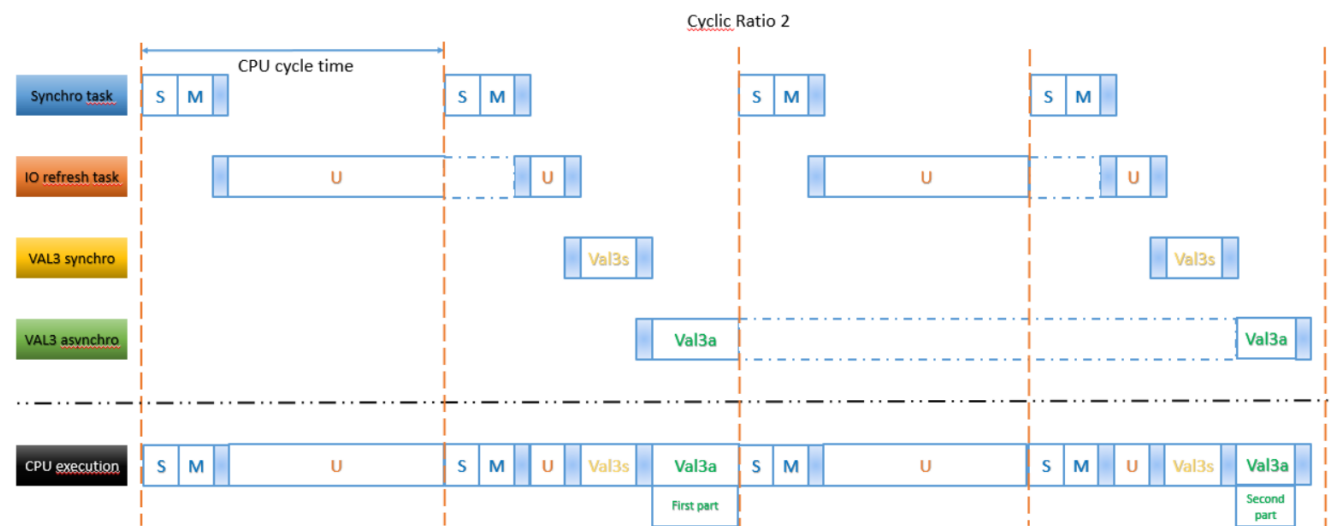 Cyclic Ratio 2
CPU cycle time
Synchro task S M S M S M S M
IO refresh task U U U U
VAL3 synchro Val3s Val3s
VAL3 asynchro Val3a Val3a
CPU execution S M U S M U Val3s Val3a S M U S M U Val3s Val3a
First part Second
part